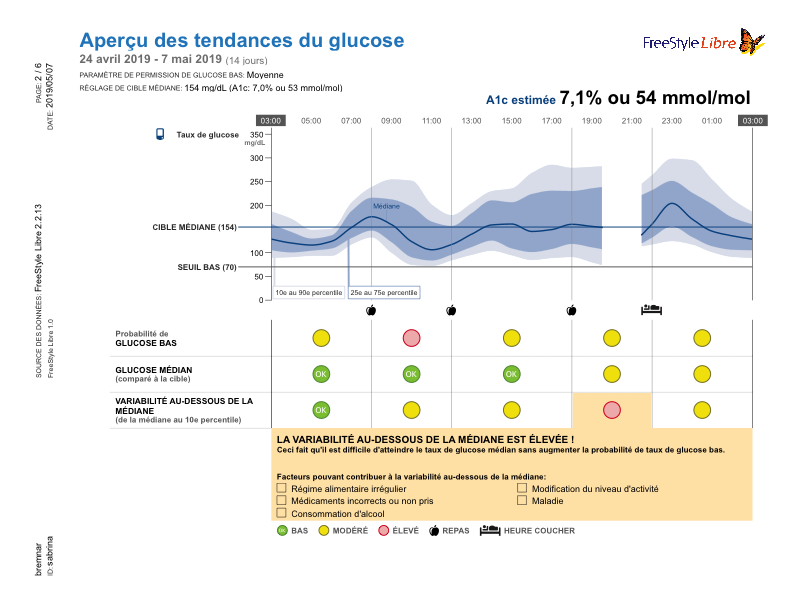 Aperçu des tendances du glucose
24 avril 2019 - 7 mai 2019 (14 jours)
PARAMÈTRE DE PERMISSION DE GLUCOSE BAS: Moyenne
RÉGLAGE DE CIBLE MÉDIANE: 154 mg/dL (A1c: 7,0% ou 53 mmol/mol)
FreeStyle Libre
A1c estimée 7,1% ou 54 mmol/mol
PAGE: 2 / 6
DATE: 2019/05/07
SOURCE DES DONNÉES: FreeStyle Libre 2.2.13
FreeStyle Libre 1.0
bremnar
ID: sabrina
03:00 05:00 07:00 09:00 11:00 13:00 15:00 17:00 19:00 21:00 23:00 01:00 03:00
Taux de glucose 350
mg/dL
300
250
200
Médiane
CIBLE MÉDIANE (154)
100
SEUIL BAS (70)
50
10e au 90e percentile 25e au 75e percentile
0
Probabilité de
GLUCOSE BAS
GLUCOSE MÉDIAN
(comparé à la cible)
OK OK OK
VARIABILITÉ AU-DESSOUS DE LA
MÉDIANE
(de la médiane au 10e percentile)
OK
LA VARIABILITÉ AU-DESSOUS DE LA MÉDIANE EST ÉLEVÉE !
Ceci fait qu'il est difficile d'atteindre le taux de glucose médian sans augmenter la probabilité de taux de glucose bas.
Facteurs pouvant contribuer à la variabilité au-dessous de la médiane:
Régime alimentaire irrégulier
Modification du niveau d'activité
Médicaments incorrects ou non pris
Maladie
Consommation d'alcool
OK BAS MODÉRÉ ÉLEVÉ REPAS HEURE COUCHER